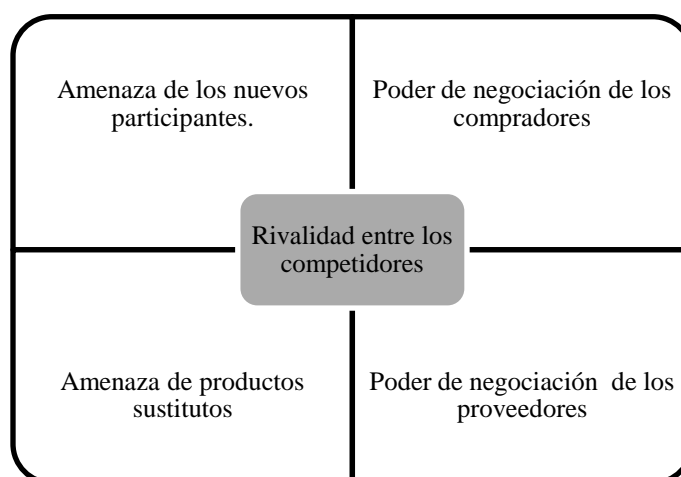 Amenaza de los nuevos
participantes.
Poder de negociación de los
compradores
Rivalidad entre los
competidores
Amenaza de productos
sustitutos
Poder de negociación de los
proveedores